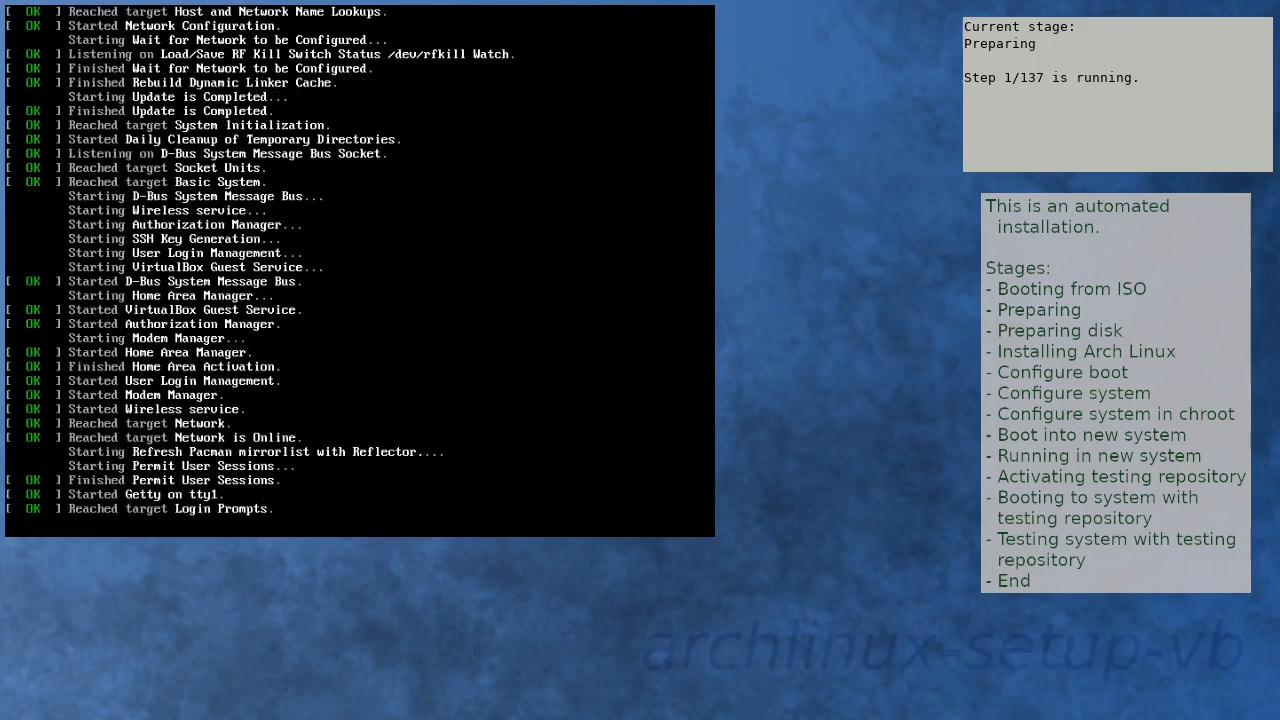 [  OK  ] Reached target Host and Network Name Lookups.
[  OK  ] Started Network Configuration.
Starting Wait for Network to be Configured...
[  OK  ] Listening on Load/Save RF Kill Switch Status /dev/rfkill Watch.
[  OK  ] Finished Wait for Network to be Configured.
[  OK  ] Finished Rebuild Dynamic Linker Cache.
Starting Update is Completed...
[  OK  ] Finished Update is Completed.
[  OK  ] Reached target System Initialization.
[  OK  ] Started Daily Cleanup of Temporary Directories.
[  OK  ] Listening on D-Bus System Message Bus Socket.
[  OK  ] Reached target Socket Units.
[  OK  ] Reached target Basic System.
Starting D-Bus System Message Bus...
Starting Wireless service...
Starting Authorization Manager...
Starting SSH Key Generation...
Starting User Login Management...
Starting VirtualBox Guest Service...
[  OK  ] Started D-Bus System Message Bus.
Starting Home Area Manager...
[  OK  ] Started VirtualBox Guest Service.
[  OK  ] Started Authorization Manager.
Starting Modem Manager...
[  OK  ] Started Home Area Manager.
[  OK  ] Finished Home Area Activation.
[  OK  ] Started User Login Management.
[  OK  ] Started Modem Manager.
[  OK  ] Started Wireless service.
[  OK  ] Reached target Network.
[  OK  ] Reached target Network is Online.
Starting Refresh Pacman mirrorlist with Reflector....
Starting Permit User Sessions...
[  OK  ] Finished Permit User Sessions.
[  OK  ] Started Getty on tty1.
[  OK  ] Reached target Login Prompts.
Current stage:
Preparing
Step 1/137 is running.
This is an automated
installation.
Stages:
- Booting from ISO
- Preparing
- Preparing disk
- Installing Arch Linux
- Configure boot
- Configure system
- Configure system in chroot
- Boot into new system
- Running in new system
- Activating testing repository
- Booting to system with
testing repository
- Testing system with testing
repository
- End
archlinux-setup-vb